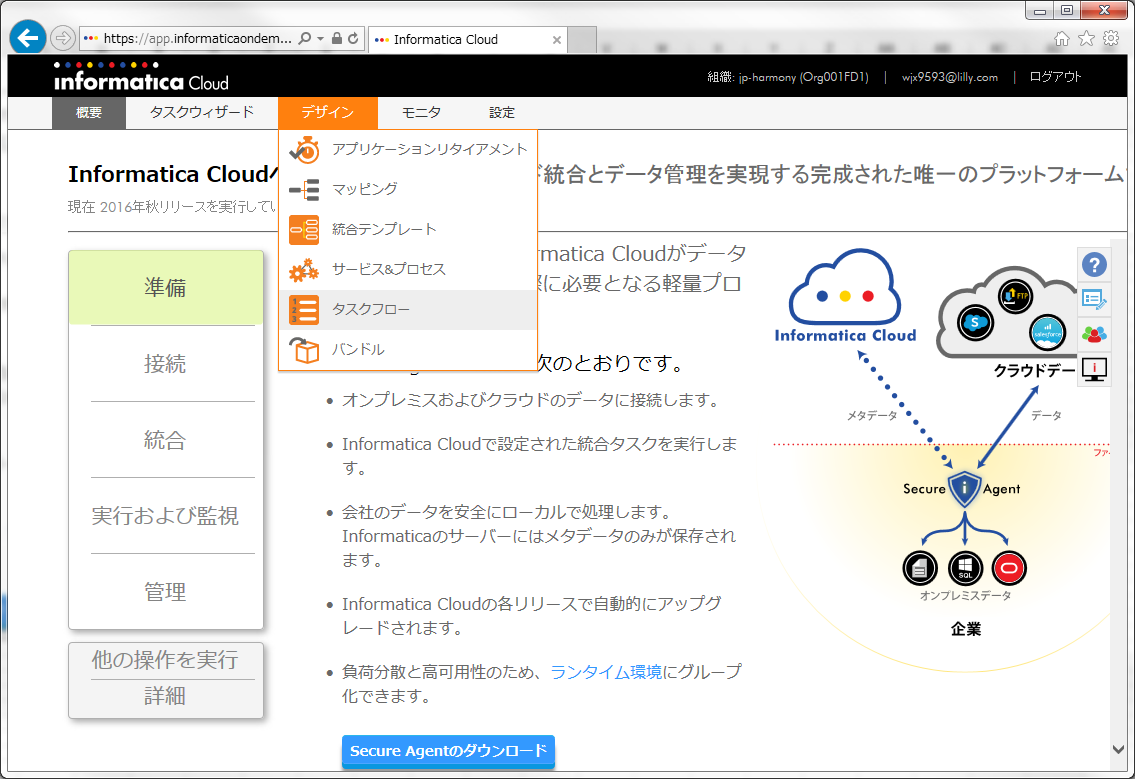 https://app.informaticaondem...
Informatica Cloud
informatica Cloud
組織: jp-harmony (Org001FD1) | wjx9593@lilly.com | ログアウト
概要 タスクウィザード デザイン モニタ 設定
アプリケーションリタイアメント
マッピング
統合テンプレート
サービス&プロセス
タスクフロー
バンドル
Informatica Cloudへ
ド統合とデータ管理を実現する完成された唯一のプラットフォーム
現在 2016年秋リリースを実行してい
準備
接続
統合
実行および監視
管理
他の操作を実行
詳細
rmatica Cloudがデータ
際に必要となる軽量プロ
次のとおりです。
• オンプレミスおよびクラウドのデータに接続します。
• Informatica Cloudで設定された統合タスクを実行しま
す。
• 会社のデータを安全にローカルで処理します。
Informaticaのサーバーにはメタデータのみが保存され
ます。
• Informatica Cloudの各リリースで自動的にアップグ
レードされます。
• 負荷分散と高可用性のため、ランタイム環境にグループ
化できます。
Secure Agentのダウンロード
Informatica Cloud
FTP
S
salesforce
クラウドデー
メタデータ
データ
ファ
Secure Agent
SQL
オンプレミスデータ
企業